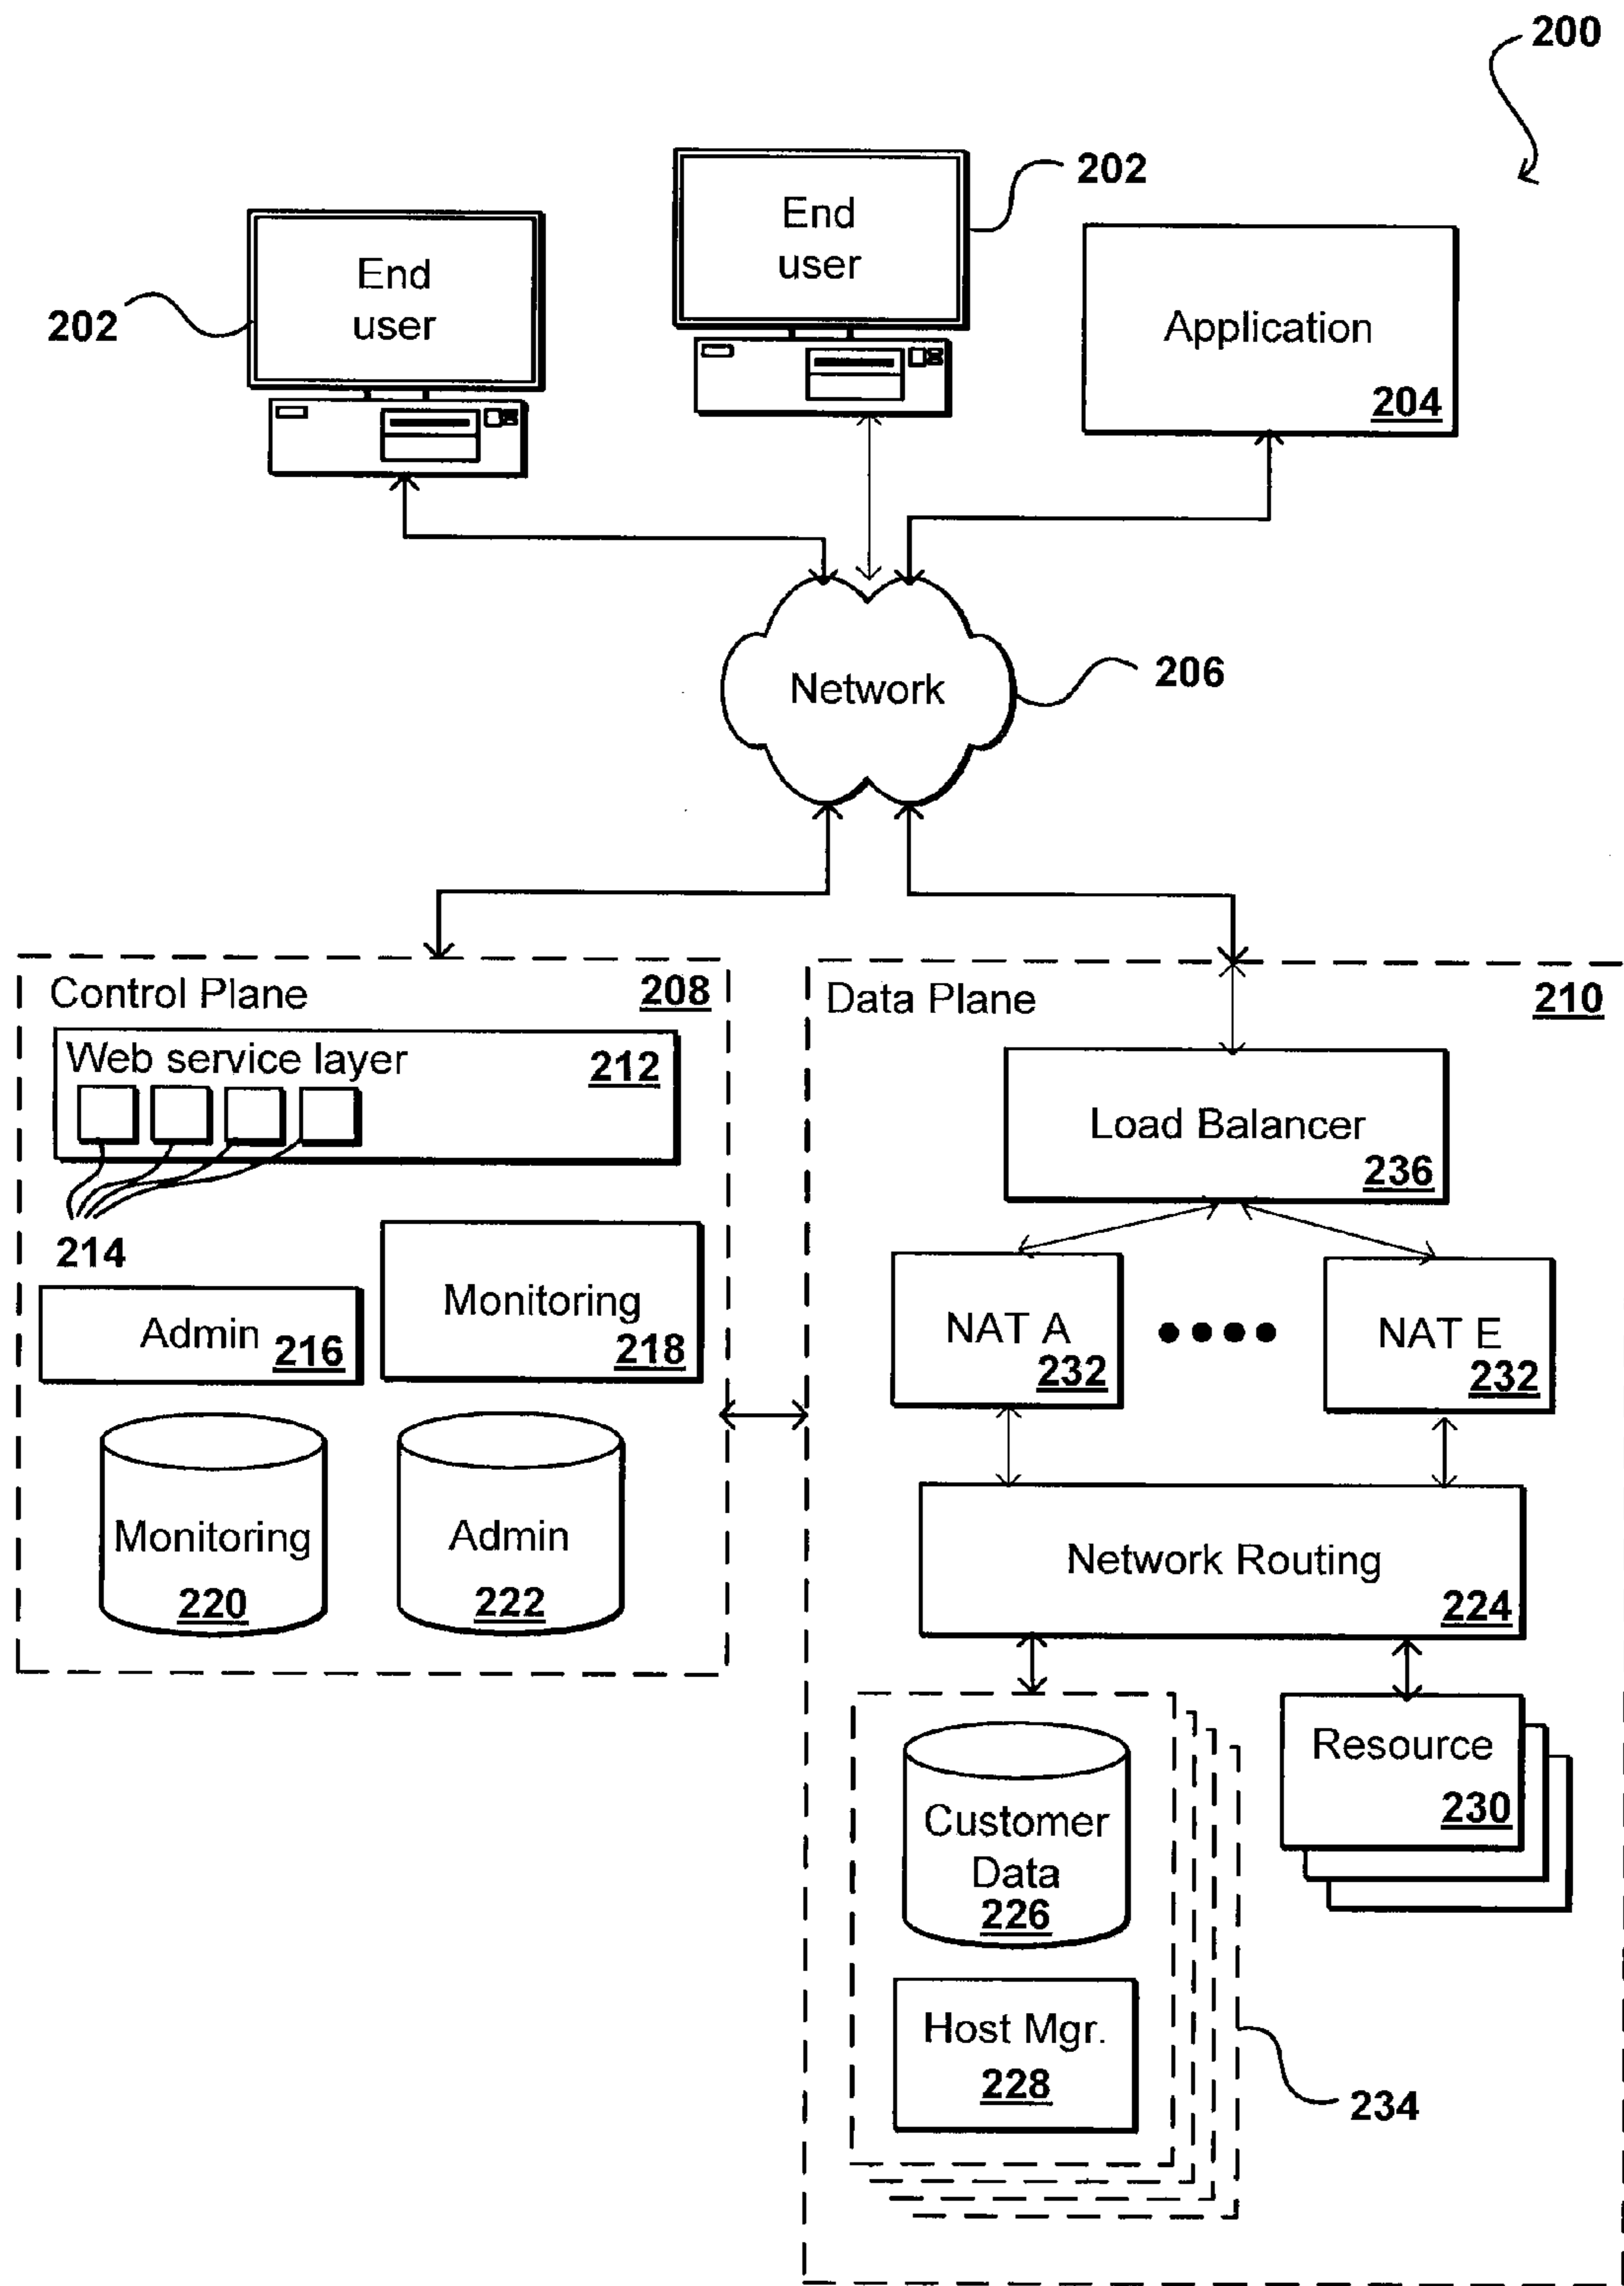 200
202
End
user
202
End
user
Application
204
Network
206
Control Plane
208
Web service layer
212
214
Admin
216
Monitoring
218
Monitoring
220
Admin
222
Data Plane
210
Load Balancer
236
NAT A
232
NAT E
232
Network Routing
224
Customer
Data
226
Host Mgr.
228
Resource
230
234